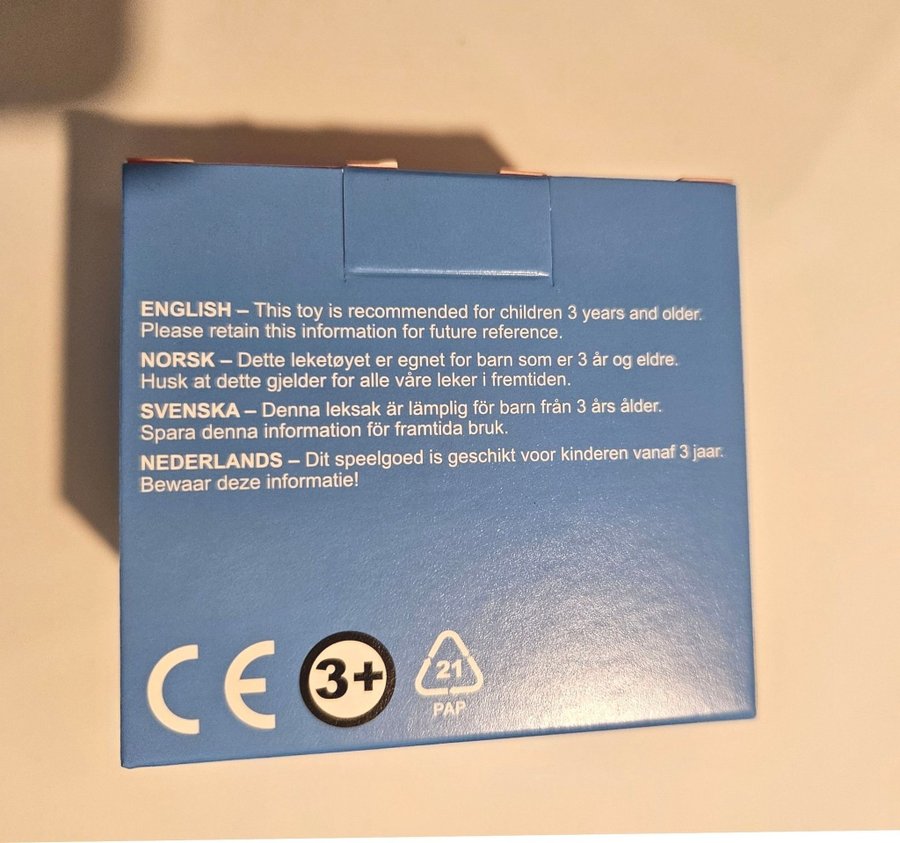 ENGLISH – This toy is recommended for children 3 years and older.
Please retain this information for future reference.
NORSK – Dette leketøyet er egnet for barn som er 3 år og eldre.
Husk at dette gjelder for alle våre leker i fremtiden.
SVENSKA – Denna leksak är lämplig för barn från 3 års ålder.
Spara denna information för framtida bruk.
NEDERLANDS – Dit speelgoed is geschikt voor kinderen vanaf 3 jaar.
Bewaar deze informatie!
CE 3+ 21
PAP